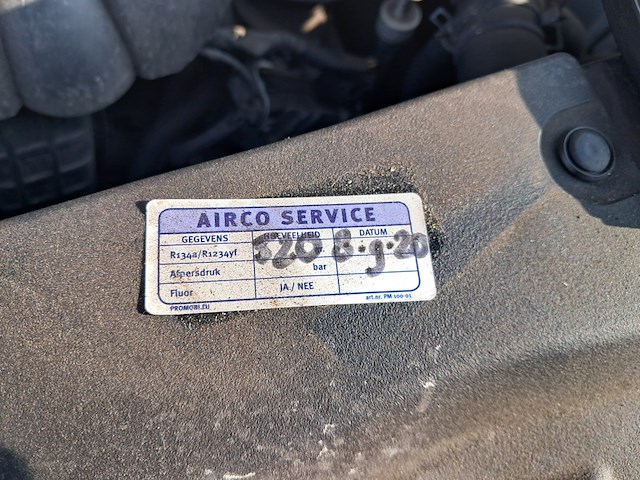 AIRCO SERVICE
GEGEVENS HOEVEELHEID DATUM
R134a/R1234yf 520 8-9-20
Afpersdruk bar
Fluor JA / NEE
PROMOBI.EU art.nr. PM 100-01